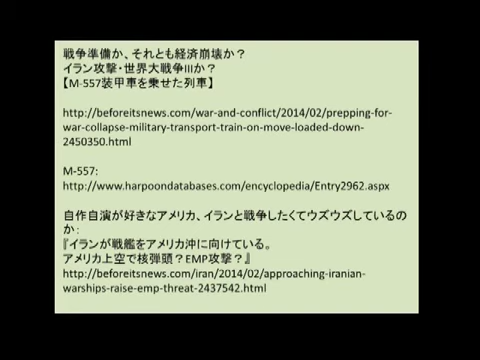 戦争準備か、それとも経済崩壊か？
イラン攻撃・世界大戦争IIIか？
【M-557装甲車を乗せた列車】
http://beforeitsnews.com/war-and-conflict/2014/02/prepping-for-
war-collapse-military-transport-train-on-move-loaded-down-
2450350.html
M-557:
http://www.harpoondatabases.com/encyclopedia/Entry2962.aspx
自作自演が好きなアメリカ、イランと戦争したくてウズウズしているの
か：
『イランが戦艦をアメリカ沖に向けている。
アメリカ上空で核弾頭？EMP攻撃？』
http://beforeitsnews.com/iran/2014/02/approaching-iranian-
warships-raise-emp-threat-2437542.html